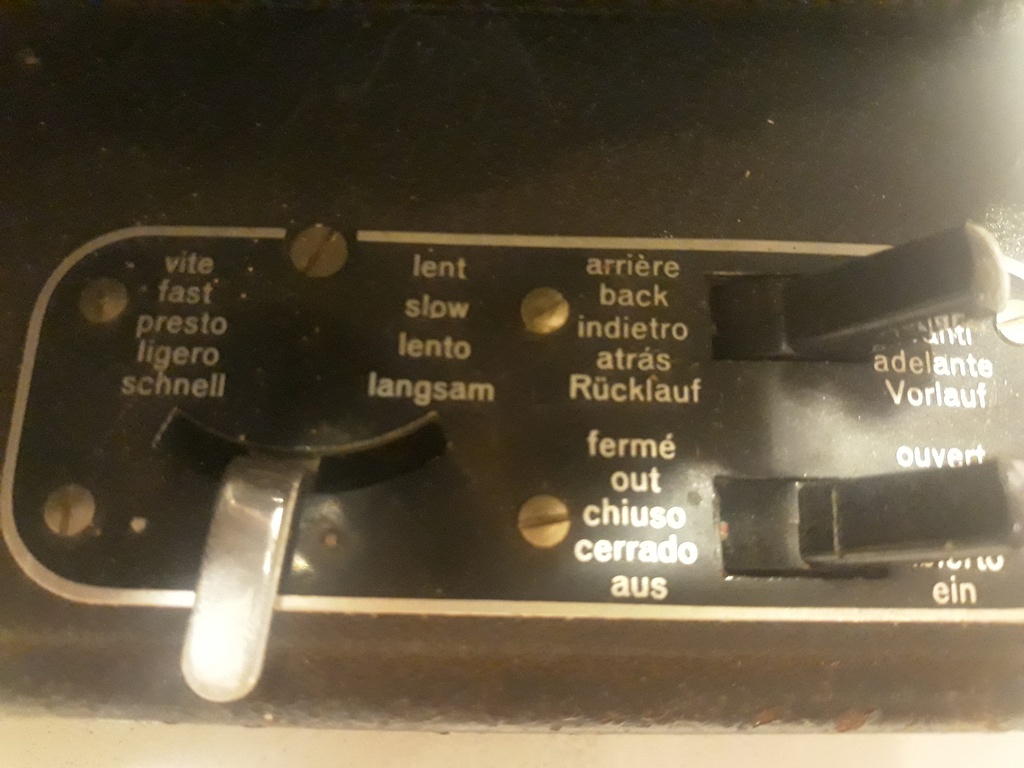 vite
fast
presto
ligero
schnell
lent
slow
lento
langsam
arrière
back
indietro
atrás
Rücklauf
adelante
Vorlauf
fermé
out
chiuso
cerrado
aus
ouvert
ein